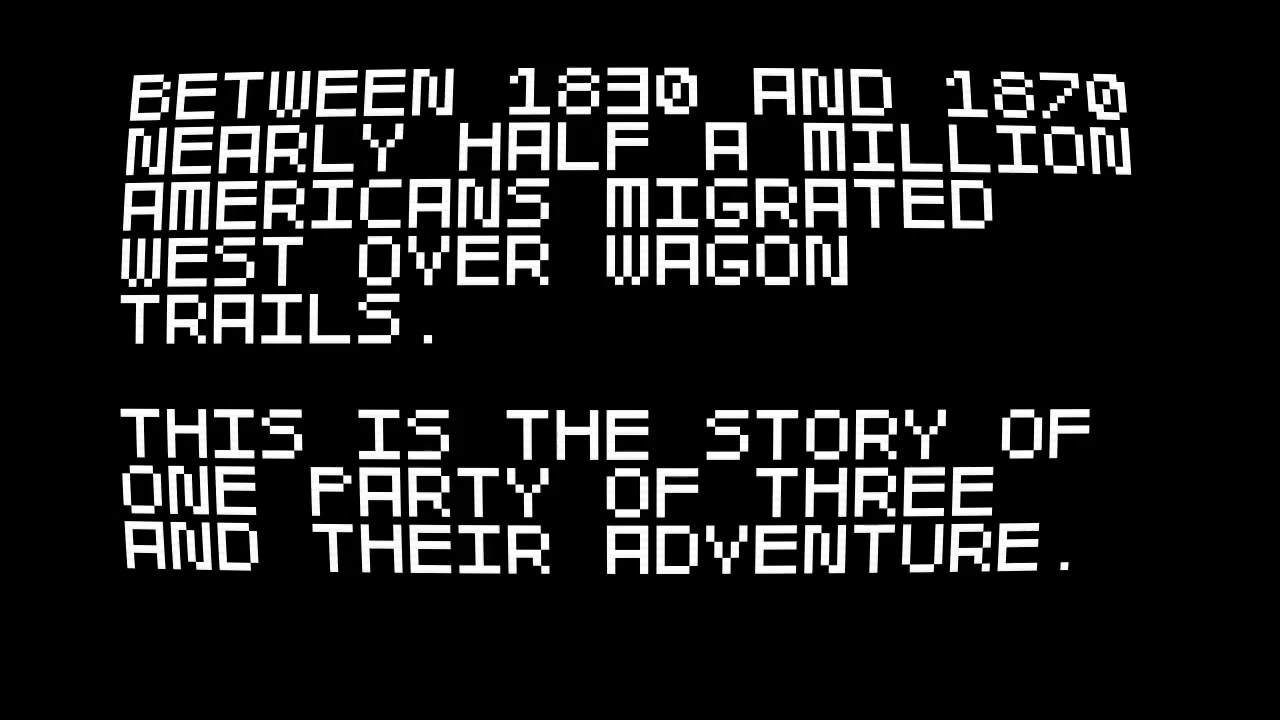 BETWEEN 1830 AND 1870
NEARLY HALF A MILLION
AMERICANS MIGRATED
WEST OVER WAGON
TRAILS.
THIS IS THE STORY OF
ONE PARTY OF THREE
AND THEIR ADVENTURE.